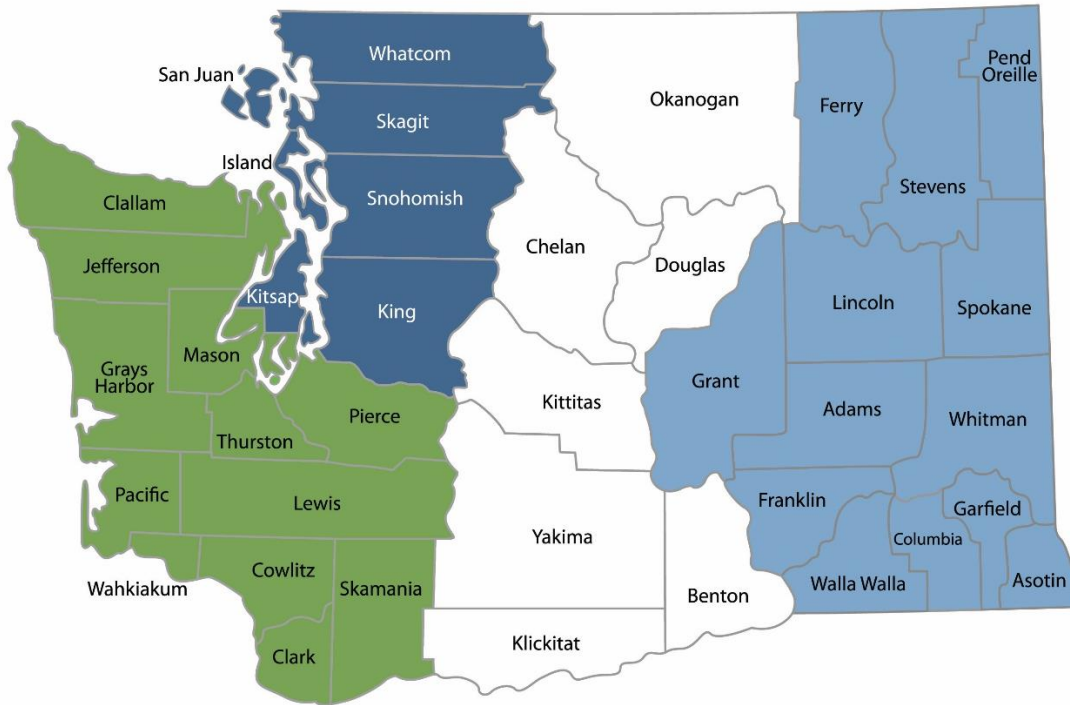 Whatcom
San Juan
Pend
Oreille
Okanogan
Ferry
Skagit
Island
Stevens
Snohomish
Clallam
Chelan
Jefferson
Douglas
Kitsap
King
Lincoln
Spokane
Mason
Grays
Harbor
Grant
Kittitas
Adams
Whitman
Pierce
Thurston
Pacific
Lewis
Franklin
Garfield
Yakima
Columbia
Cowlitz
Skamania
Wahkiakum
Walla Walla
Asotin
Benton
Klickitat
Clark